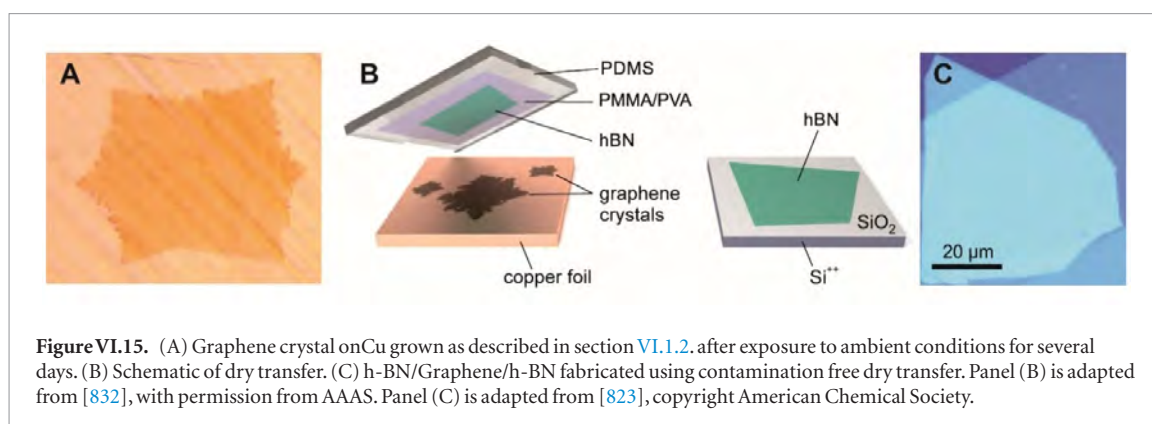 A
B
PDMS
PMMA/PVA
hBN
graphene
crystals
copper foil
hBN
SiO₂
Si⁺⁺
C
20 µm
Figure VI.15. (A) Graphene crystal onCu grown as described in section VI.1.2. after exposure to ambient conditions for several
days. (B) Schematic of dry transfer. (C) h-BN/Graphene/h-BN fabricated using contamination free dry transfer. Panel (B) is adapted
from [832], with permission from AAAS. Panel (C) is adapted from [823], copyright American Chemical Society.